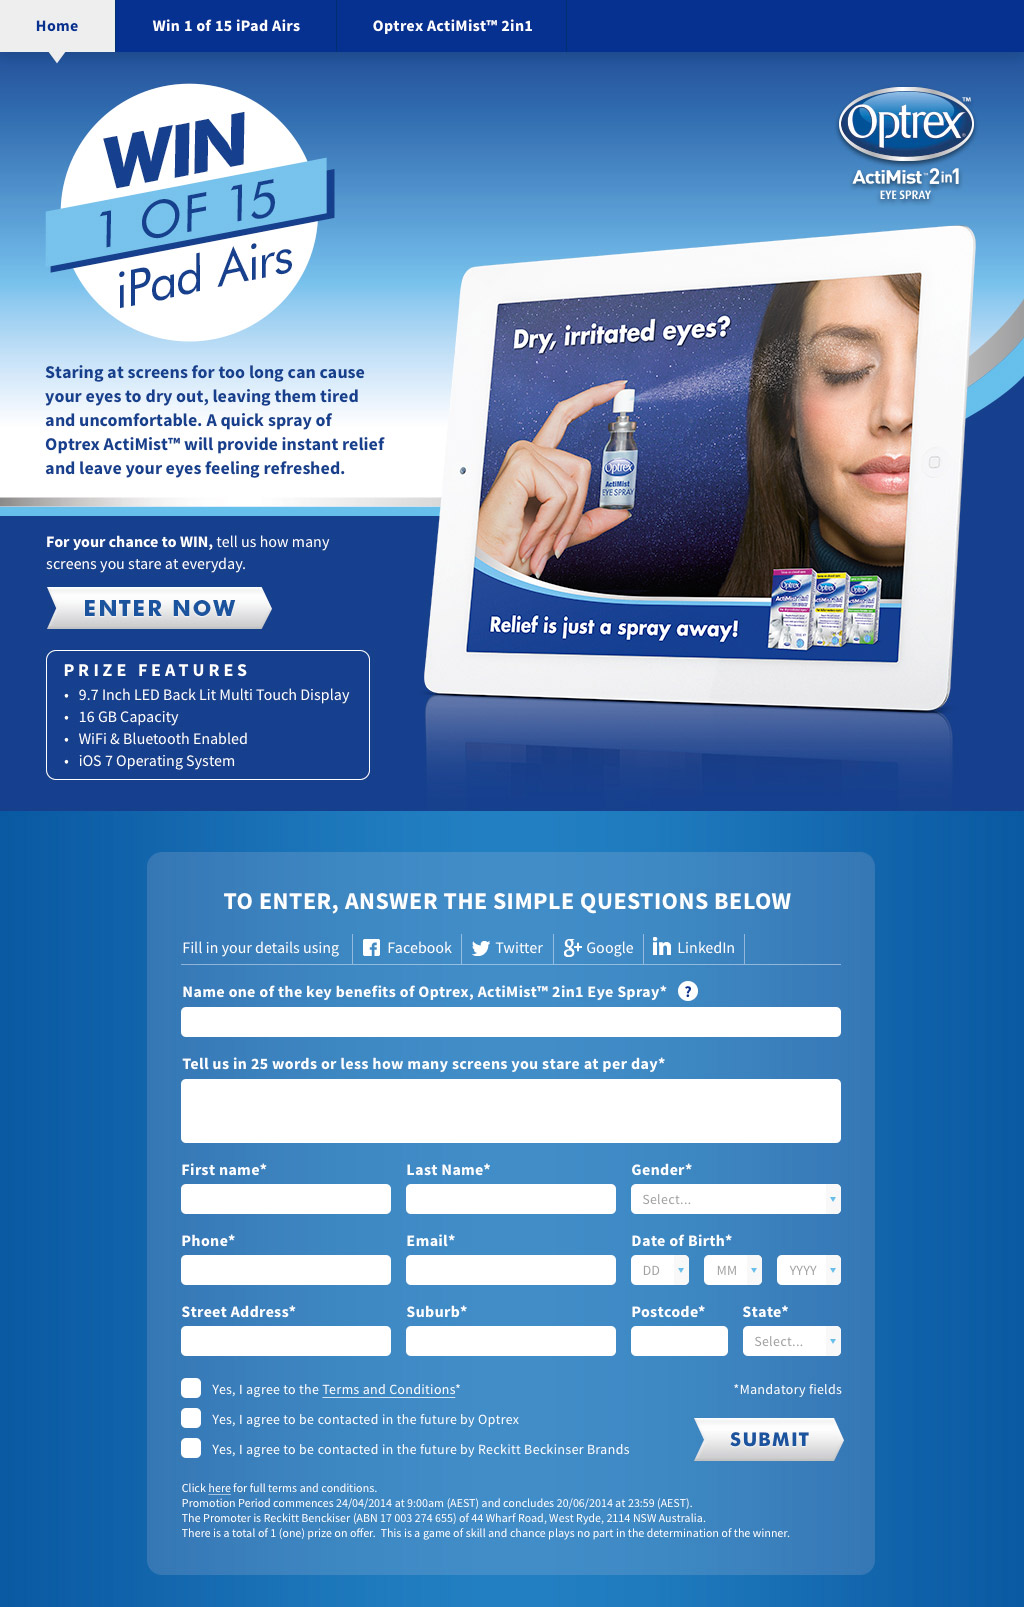 Home
Win 1 of 15 iPad Airs
Optrex ActiMist™ 2in1
WIN
1 OF 15
iPad Airs
Optrex™
ActiMist™ 2in1
EYE SPRAY
Dry, irritated eyes?
Optrex
ActiMist
EYE SPRAY
Relief is just a spray away!
Optrex
Optrex
Optrex
ActiMist
Staring at screens for too long can cause
your eyes to dry out, leaving them tired
and uncomfortable. A quick spray of
Optrex ActiMist™ will provide instant relief
and leave your eyes feeling refreshed.
For your chance to WIN, tell us how many
screens you stare at everyday.
ENTER NOW
PRIZE FEATURES
• 9.7 Inch LED Back Lit Multi Touch Display
• 16 GB Capacity
• WiFi & Bluetooth Enabled
• iOS 7 Operating System
TO ENTER, ANSWER THE SIMPLE QUESTIONS BELOW
Fill in your details using
Facebook
Twitter
Google
LinkedIn
Name one of the key benefits of Optrex, ActiMist™ 2in1 Eye Spray* ?
Tell us in 25 words or less how many screens you stare at per day*
First name*
Last Name*
Gender*
Select...
Phone*
Email*
Date of Birth*
DD
MM
YYYY
Street Address*
Suburb*
Postcode*
State*
Select...
Yes, I agree to the Terms and Conditions*
*Mandatory fields
Yes, I agree to be contacted in the future by Optrex
Yes, I agree to be contacted in the future by Reckitt Beckinser Brands
SUBMIT
Click here for full terms and conditions.
Promotion Period commences 24/04/2014 at 9:00am (AEST) and concludes 20/06/2014 at 23:59 (AEST).
The Promoter is Reckitt Benckiser (ABN 17 003 274 655) of 44 Wharf Road, West Ryde, 2114 NSW Australia.
There is a total of 1 (one) prize on offer. This is a game of skill and chance plays no part in the determination of the winner.